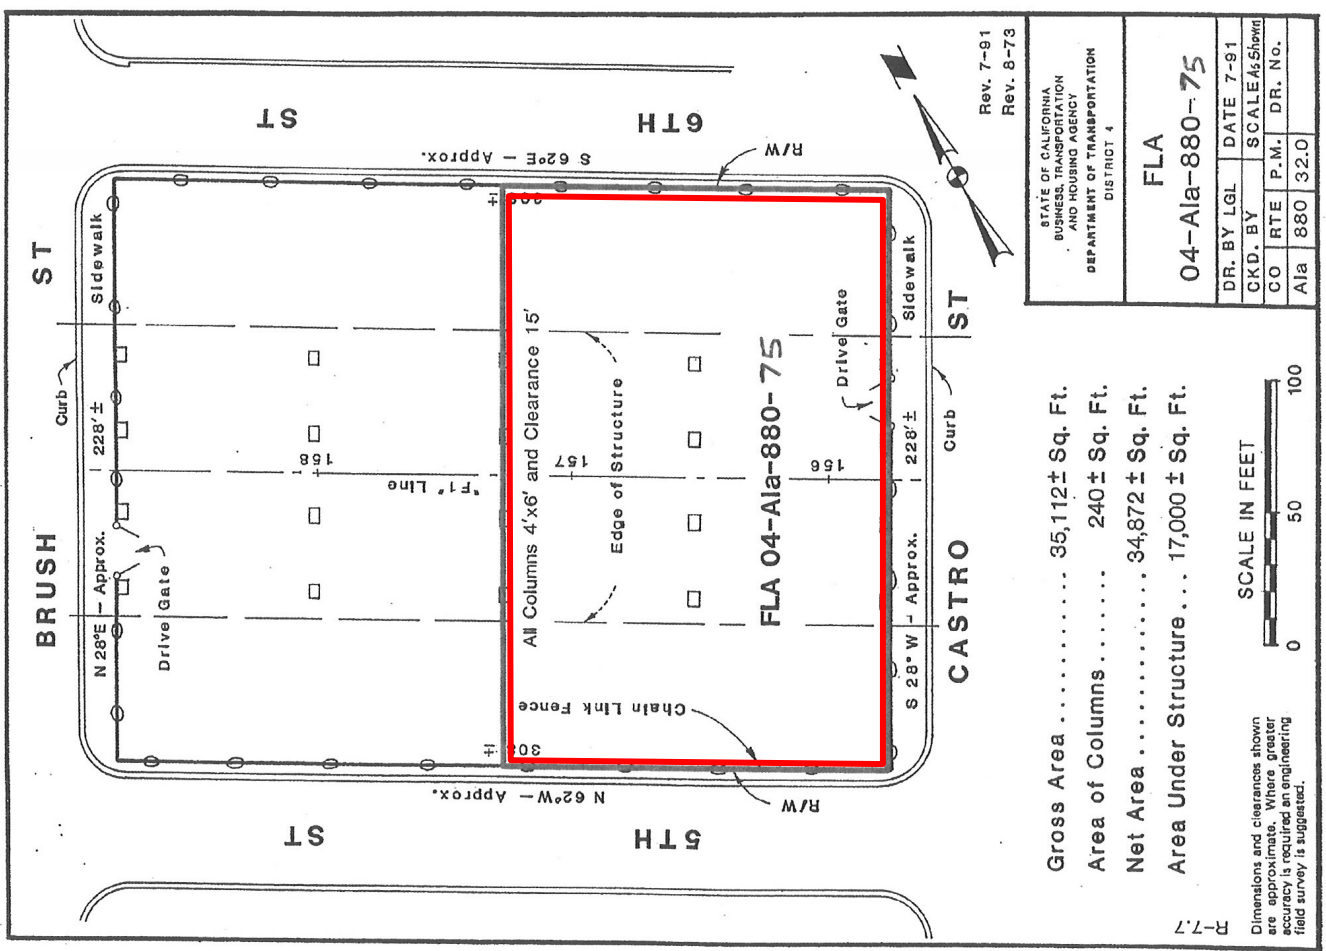 Rev. 7-91
Rev. 8-73
STATE OF CALIFORNIA
BUSINESS, TRANSPORTATION
AND HOUSING AGENCY
DEPARTMENT OF TRANSPORTATION
DISTRICT 4
FLA
04-Ala-880-75
DR. BY LGL DATE 7-91
CKD. BY SCALE As Shown
CO RTE P.M. DR. No.
Ala 880 32.0
6TH ST
S 62°E - Approx.
R/W
BRUSH ST
Sidewalk
Curb
228' ±
N 28°E - Approx.
Drive Gate
158
"F1" Line
157
156
All Columns 4'x6' and Clearance 15'
Edge of Structure
FLA 04-Ala-880-75
Drive Gate
Sidewalk
CASTRO ST
228' ±
Curb
S 28° W - Approx.
Chain Link Fence
±
±
N 62°W - Approx.
R/W
5TH ST
Gross Area ............ 35,112 ± Sq. Ft.
Area of Columns ....... 240 ± Sq. Ft.
Net Area .............. 34,872 ± Sq. Ft.
Area Under Structure... 17,000 ± Sq. Ft.
SCALE IN FEET
0 50 100
Dimensions and clearances shown
are approximate. Where greater
accuracy is required an engineering
field survey is suggested.
R-7.7